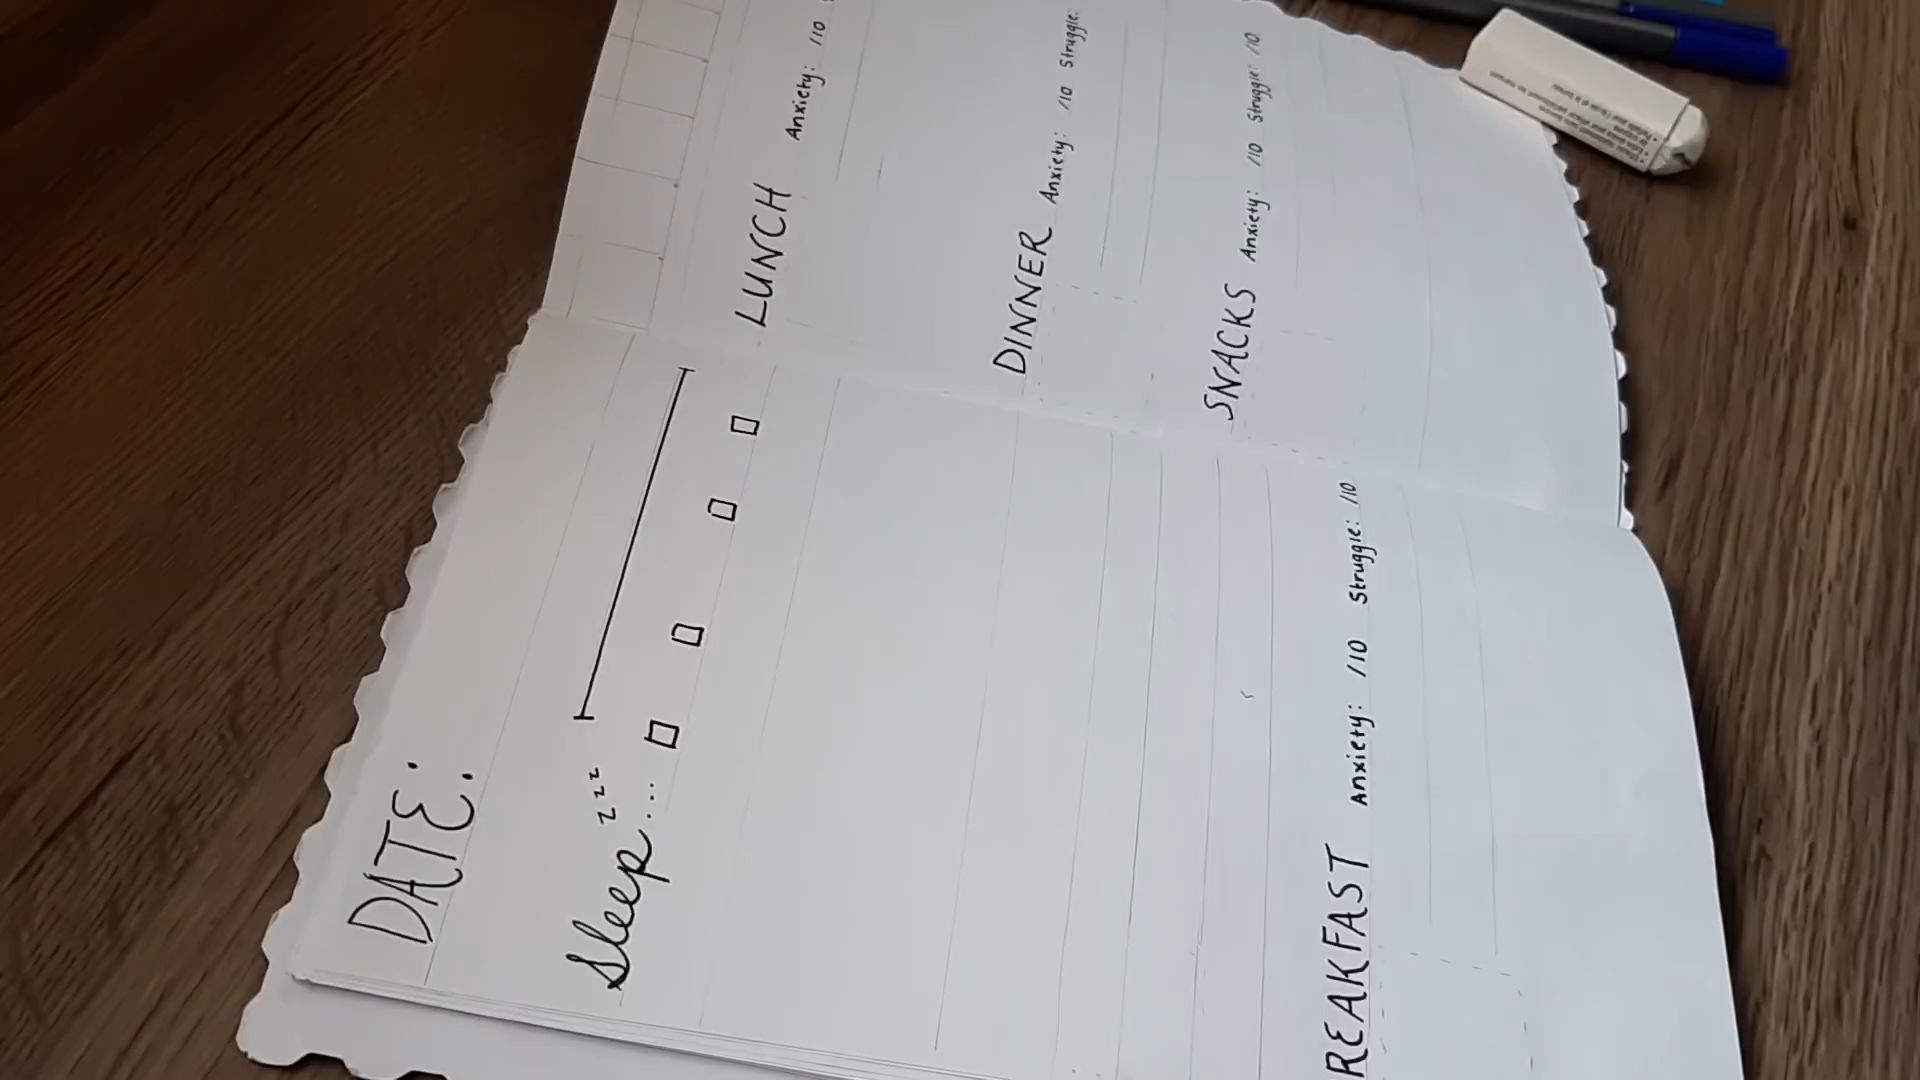 DATE:
Sleep zzz
...
REAKFAST Anxiety: /10 Struggle: /10
LUNCH Anxiety: /10
DINNER Anxiety: /10 Struggle:
SNACKS Anxiety: /10 Struggle: /10